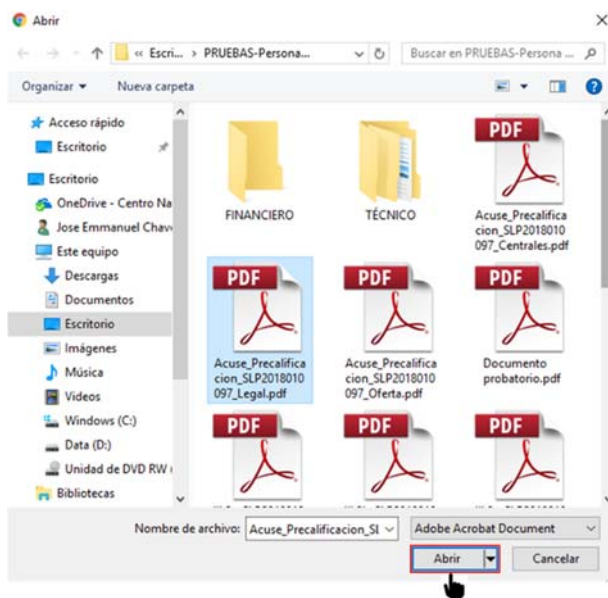 Abrir
« Escri... > PRUEBAS-Persona...
Buscar en PRUEBAS-Persona ...
Organizar
Nueva carpeta
Acceso rápido
Escritorio
Escritorio
OneDrive - Centro Na
Jose Emmanuel Chav
Este equipo
Descargas
Documentos
Escritorio
Imágenes
Música
Videos
Windows (C:)
Data (D:)
Unidad de DVD RW
Bibliotecas
FINANCIERO
TÉCNICO
PDF
Acuse_Precalifica
cion_SLP2018010
097_Centrales.pdf
PDF
Acuse_Precalifica
cion_SLP2018010
097_Legal.pdf
PDF
Acuse_Precalifica
cion_SLP2018010
097_Oferta.pdf
PDF
Documento
probatorio.pdf
PDF
PDF
PDF
Nombre de archivo: Acuse_Precalificacion_Sl
Adobe Acrobat Document
Abrir
Cancelar